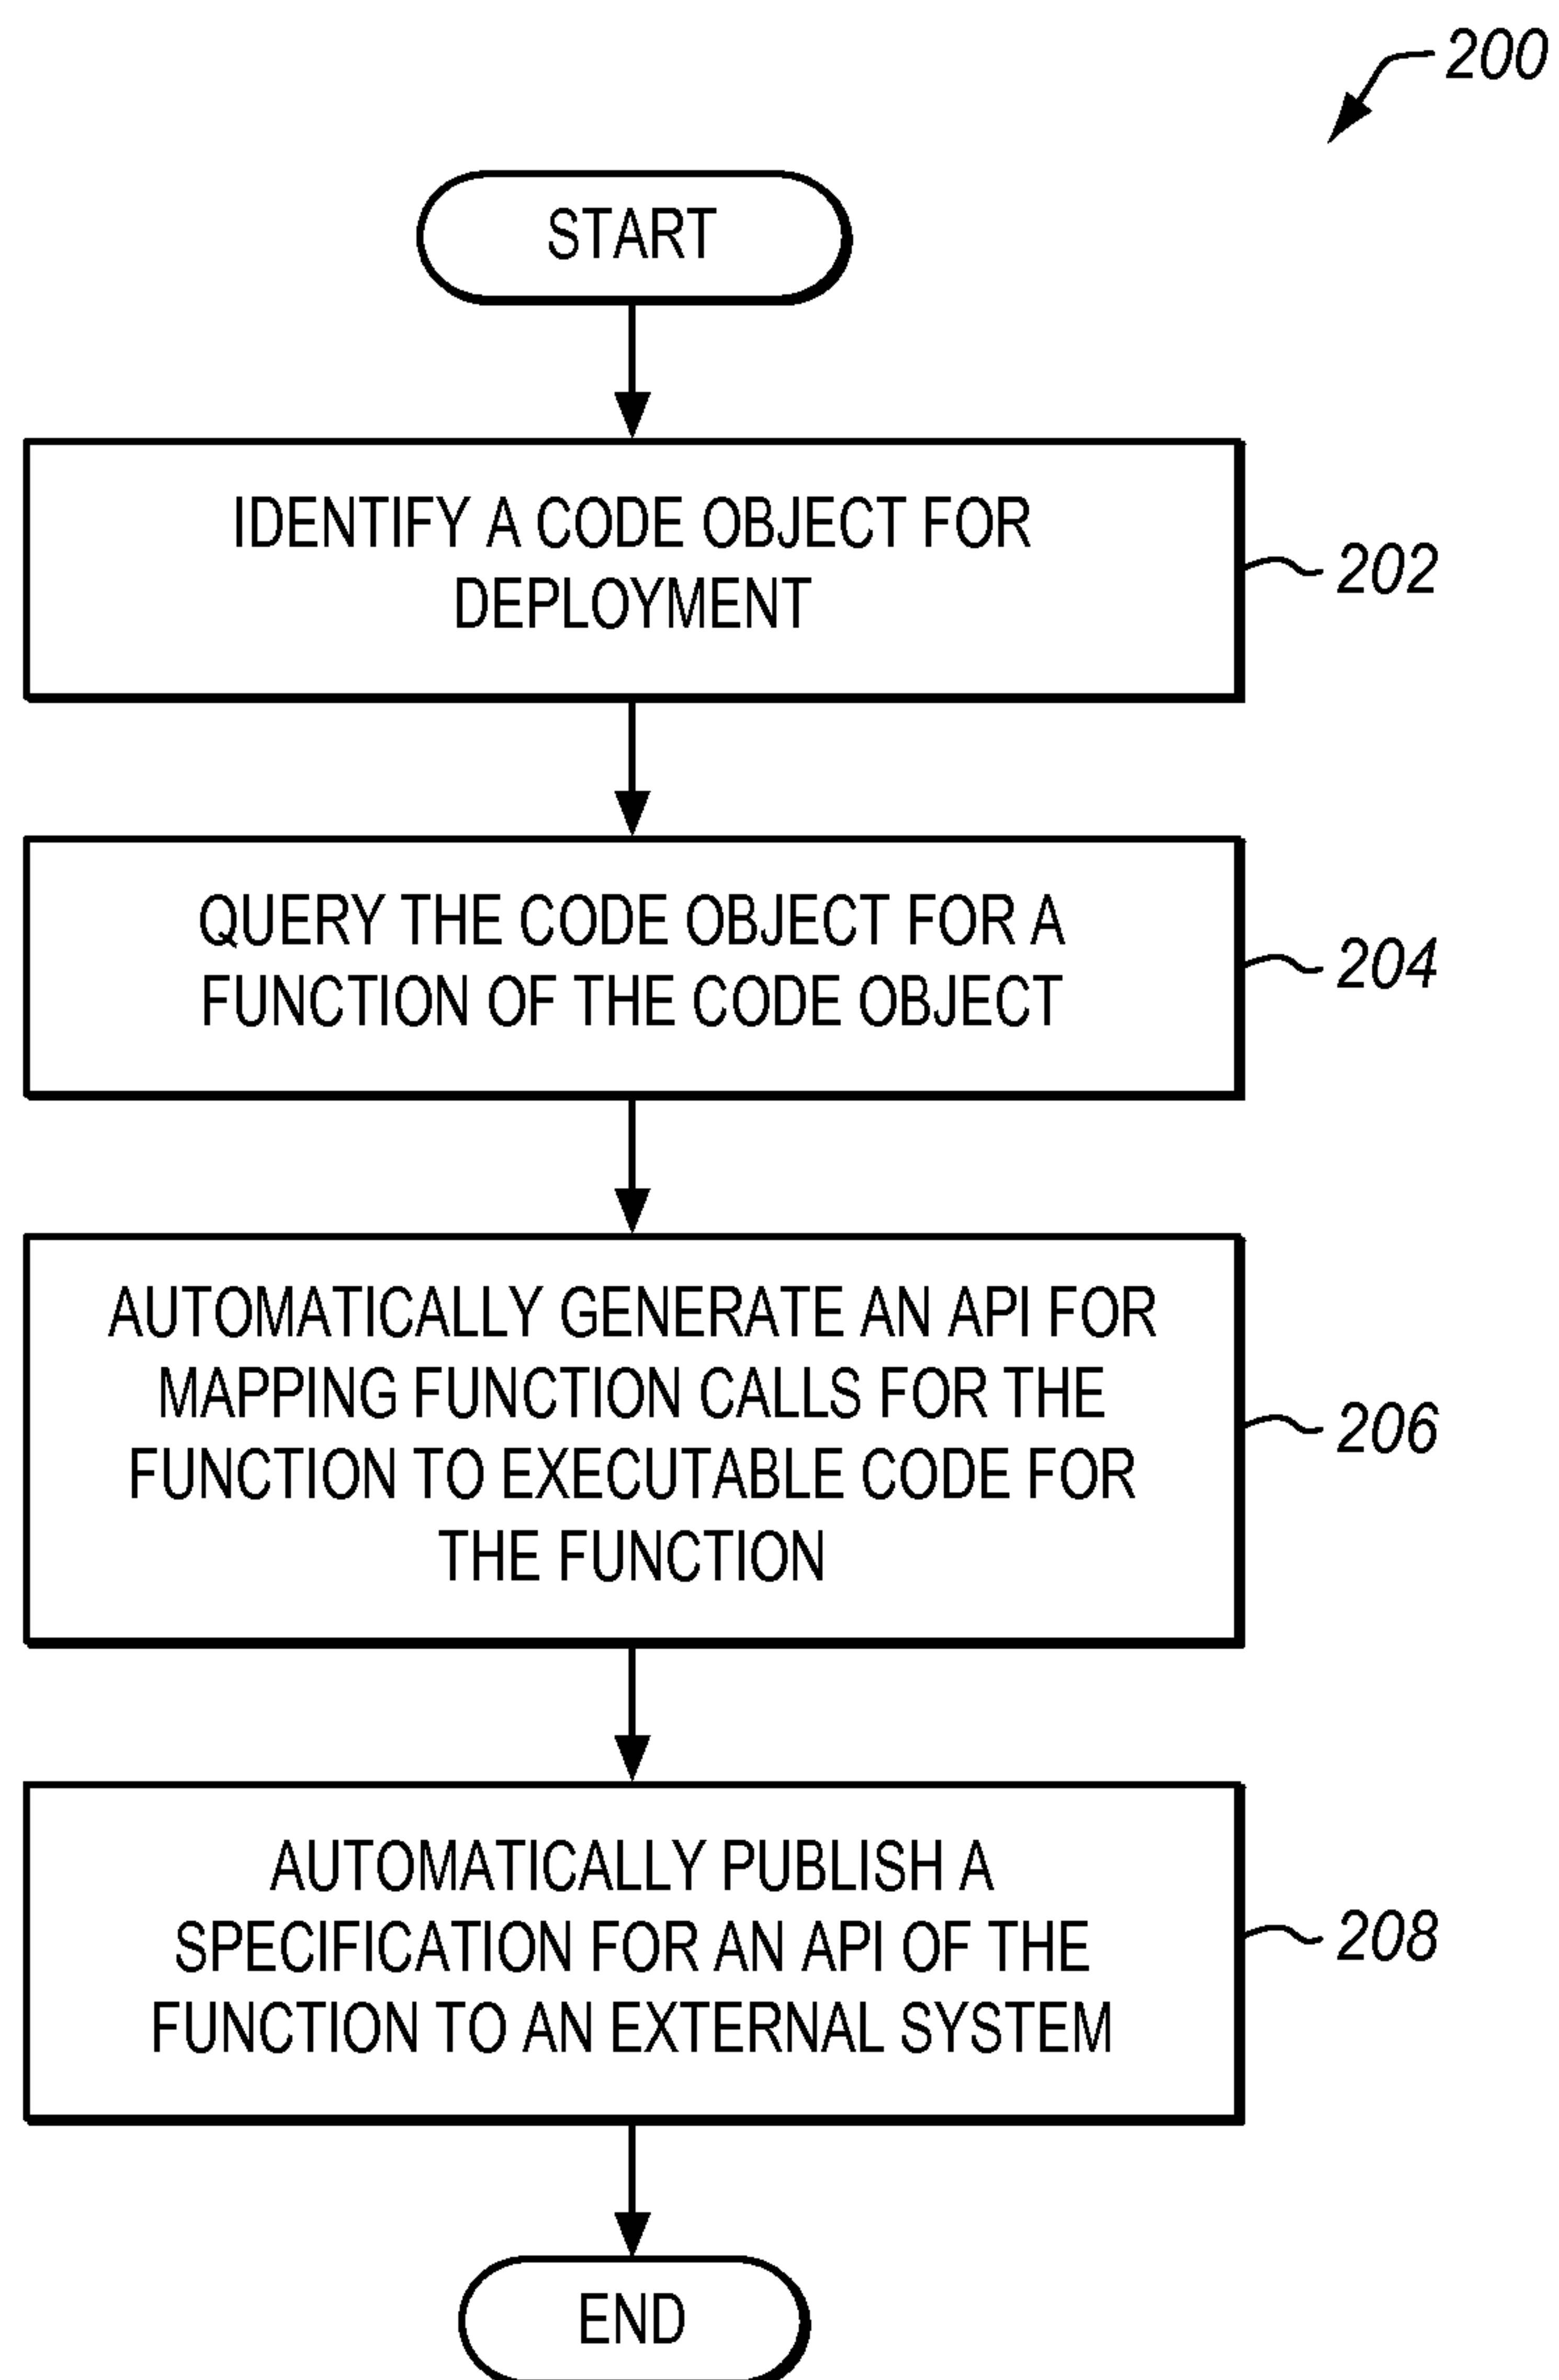 200
START
IDENTIFY A CODE OBJECT FOR
DEPLOYMENT
202
QUERY THE CODE OBJECT FOR A
FUNCTION OF THE CODE OBJECT
204
AUTOMATICALLY GENERATE AN API FOR
MAPPING FUNCTION CALLS FOR THE
FUNCTION TO EXECUTABLE CODE FOR
THE FUNCTION
206
AUTOMATICALLY PUBLISH A
SPECIFICATION FOR AN API OF THE
FUNCTION TO AN EXTERNAL SYSTEM
208
END